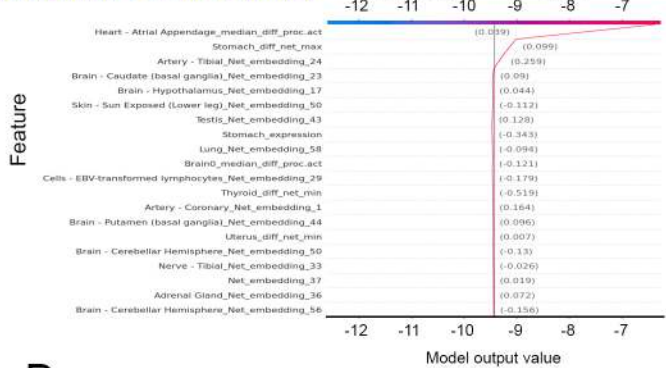 -12 -11 -10 -9 -8 -7
Heart - Atrial Appendage_median_diff_proc.act (0.039)
Stomach_diff_net_max (0.099)
Artery - Tibial_Net_embedding_24 (0.259)
Brain - Caudate (basal ganglia)_Net_embedding_23 (0.09)
Brain - Hypothalamus_Net_embedding_17 (0.044)
Skin - Sun Exposed (Lower leg)_Net_embedding_50 (-0.112)
Testis_Net_embedding_43 (0.128)
Stomach_expression (-0.343)
Lung_Net_embedding_58 (-0.094)
Brain0_median_diff_proc.act (-0.121)
Cells - EBV-transformed lymphocytes_Net_embedding_29 (-0.179)
Thyroid_diff_net_min (-0.519)
Artery - Coronary_Net_embedding_1 (0.164)
Brain - Putamen (basal ganglia)_Net_embedding_44 (0.096)
Uterus_diff_net_min (0.007)
Brain - Cerebellar Hemisphere_Net_embedding_50 (-0.13)
Nerve - Tibial_Net_embedding_33 (-0.026)
Net_embedding_37 (0.019)
Adrenal Gland_Net_embedding_36 (0.072)
Brain - Cerebellar Hemisphere_Net_embedding_56 (-0.156)
Feature
-12 -11 -10 -9 -8 -7
Model output value